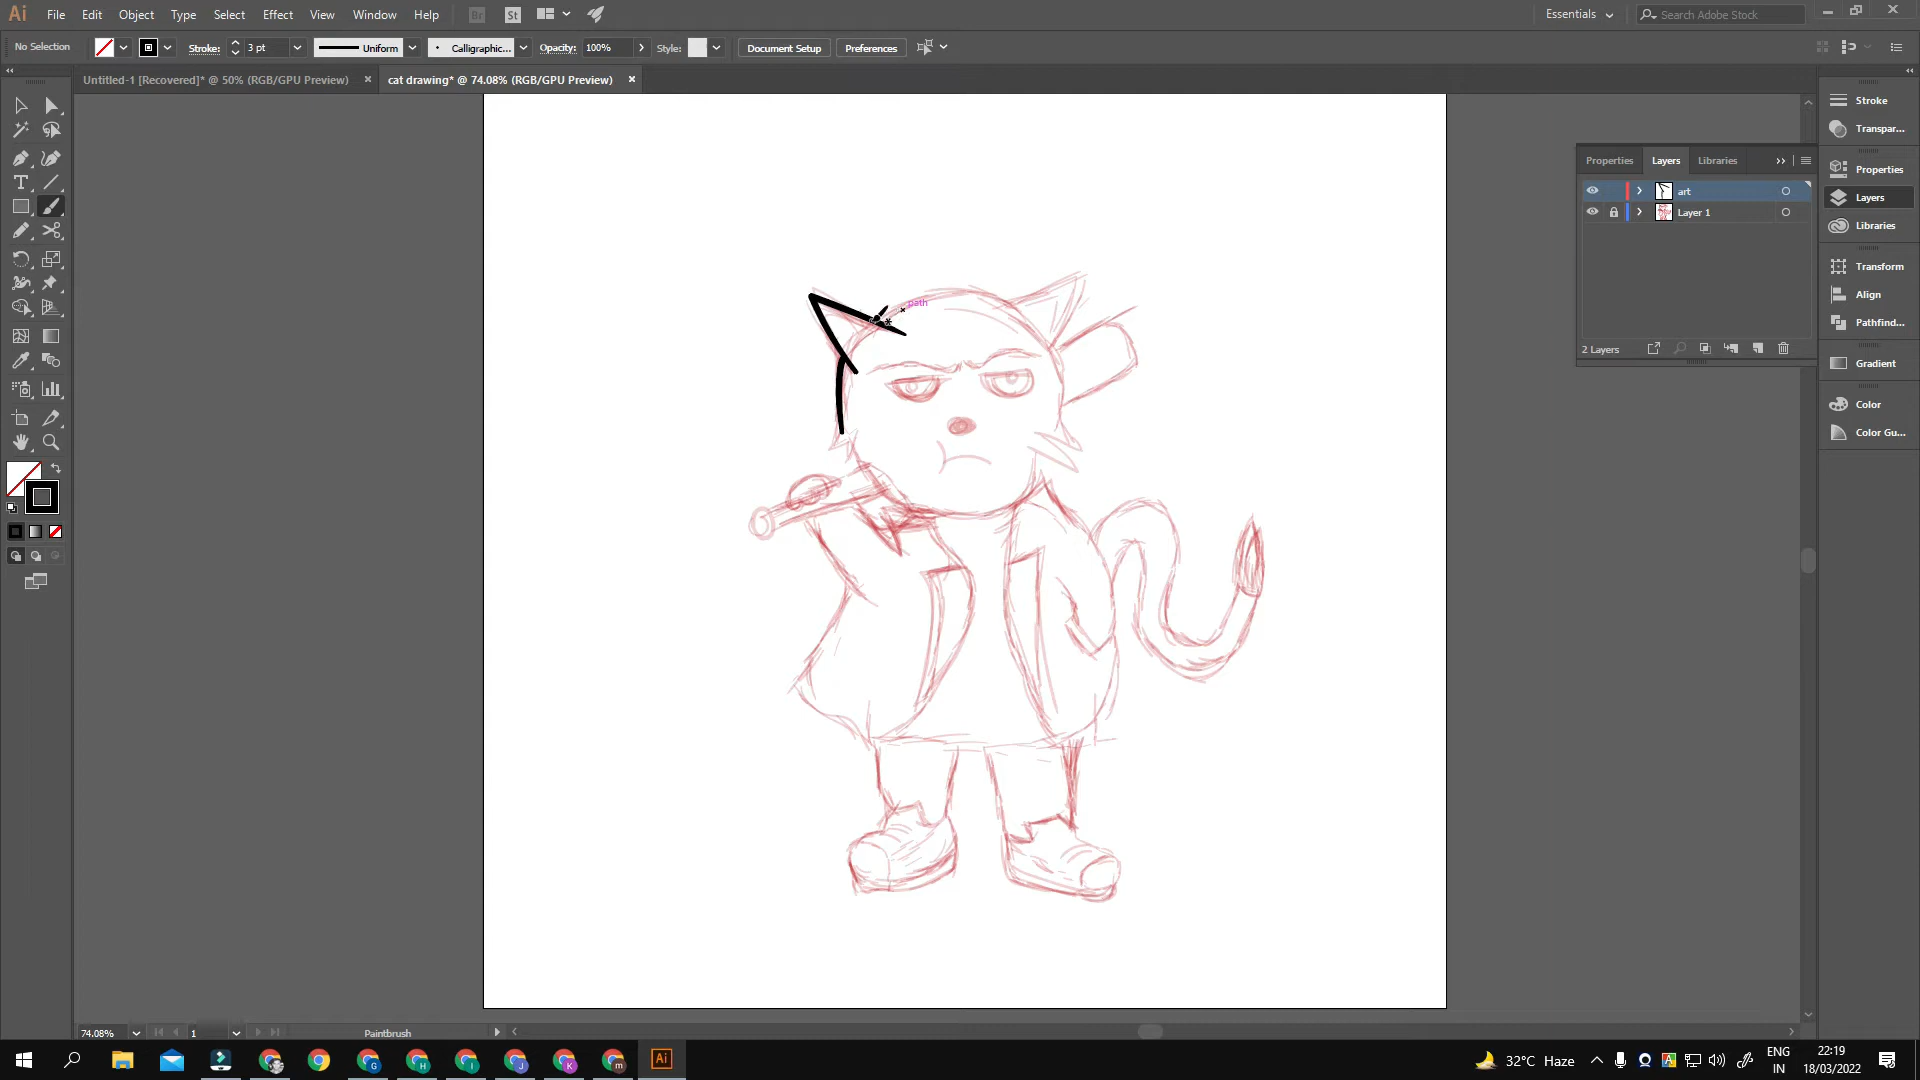 Ai File Edit Object Type Select Effect View Window Help Br St Essentials Search Adobe Stock
No Selection Stroke: 3 pt Uniform Calligraphic... Opacity: 100% Style: Document Setup Preferences
Untitled-1 [Recovered]* @ 50% (RGB/GPU Preview) × cat drawing* @ 74.08% (RGB/GPU Preview) ×
Stroke
Transpar...
Properties Layers Libraries
Properties
art
Layers
Layer 1
Libraries
Transform
Align
path
Pathfind...
2 Layers
Gradient
Color
Color Gu...
74.08% 1 Paintbrush
Ai 32°C Haze ENG IN 22:19 18/03/2022